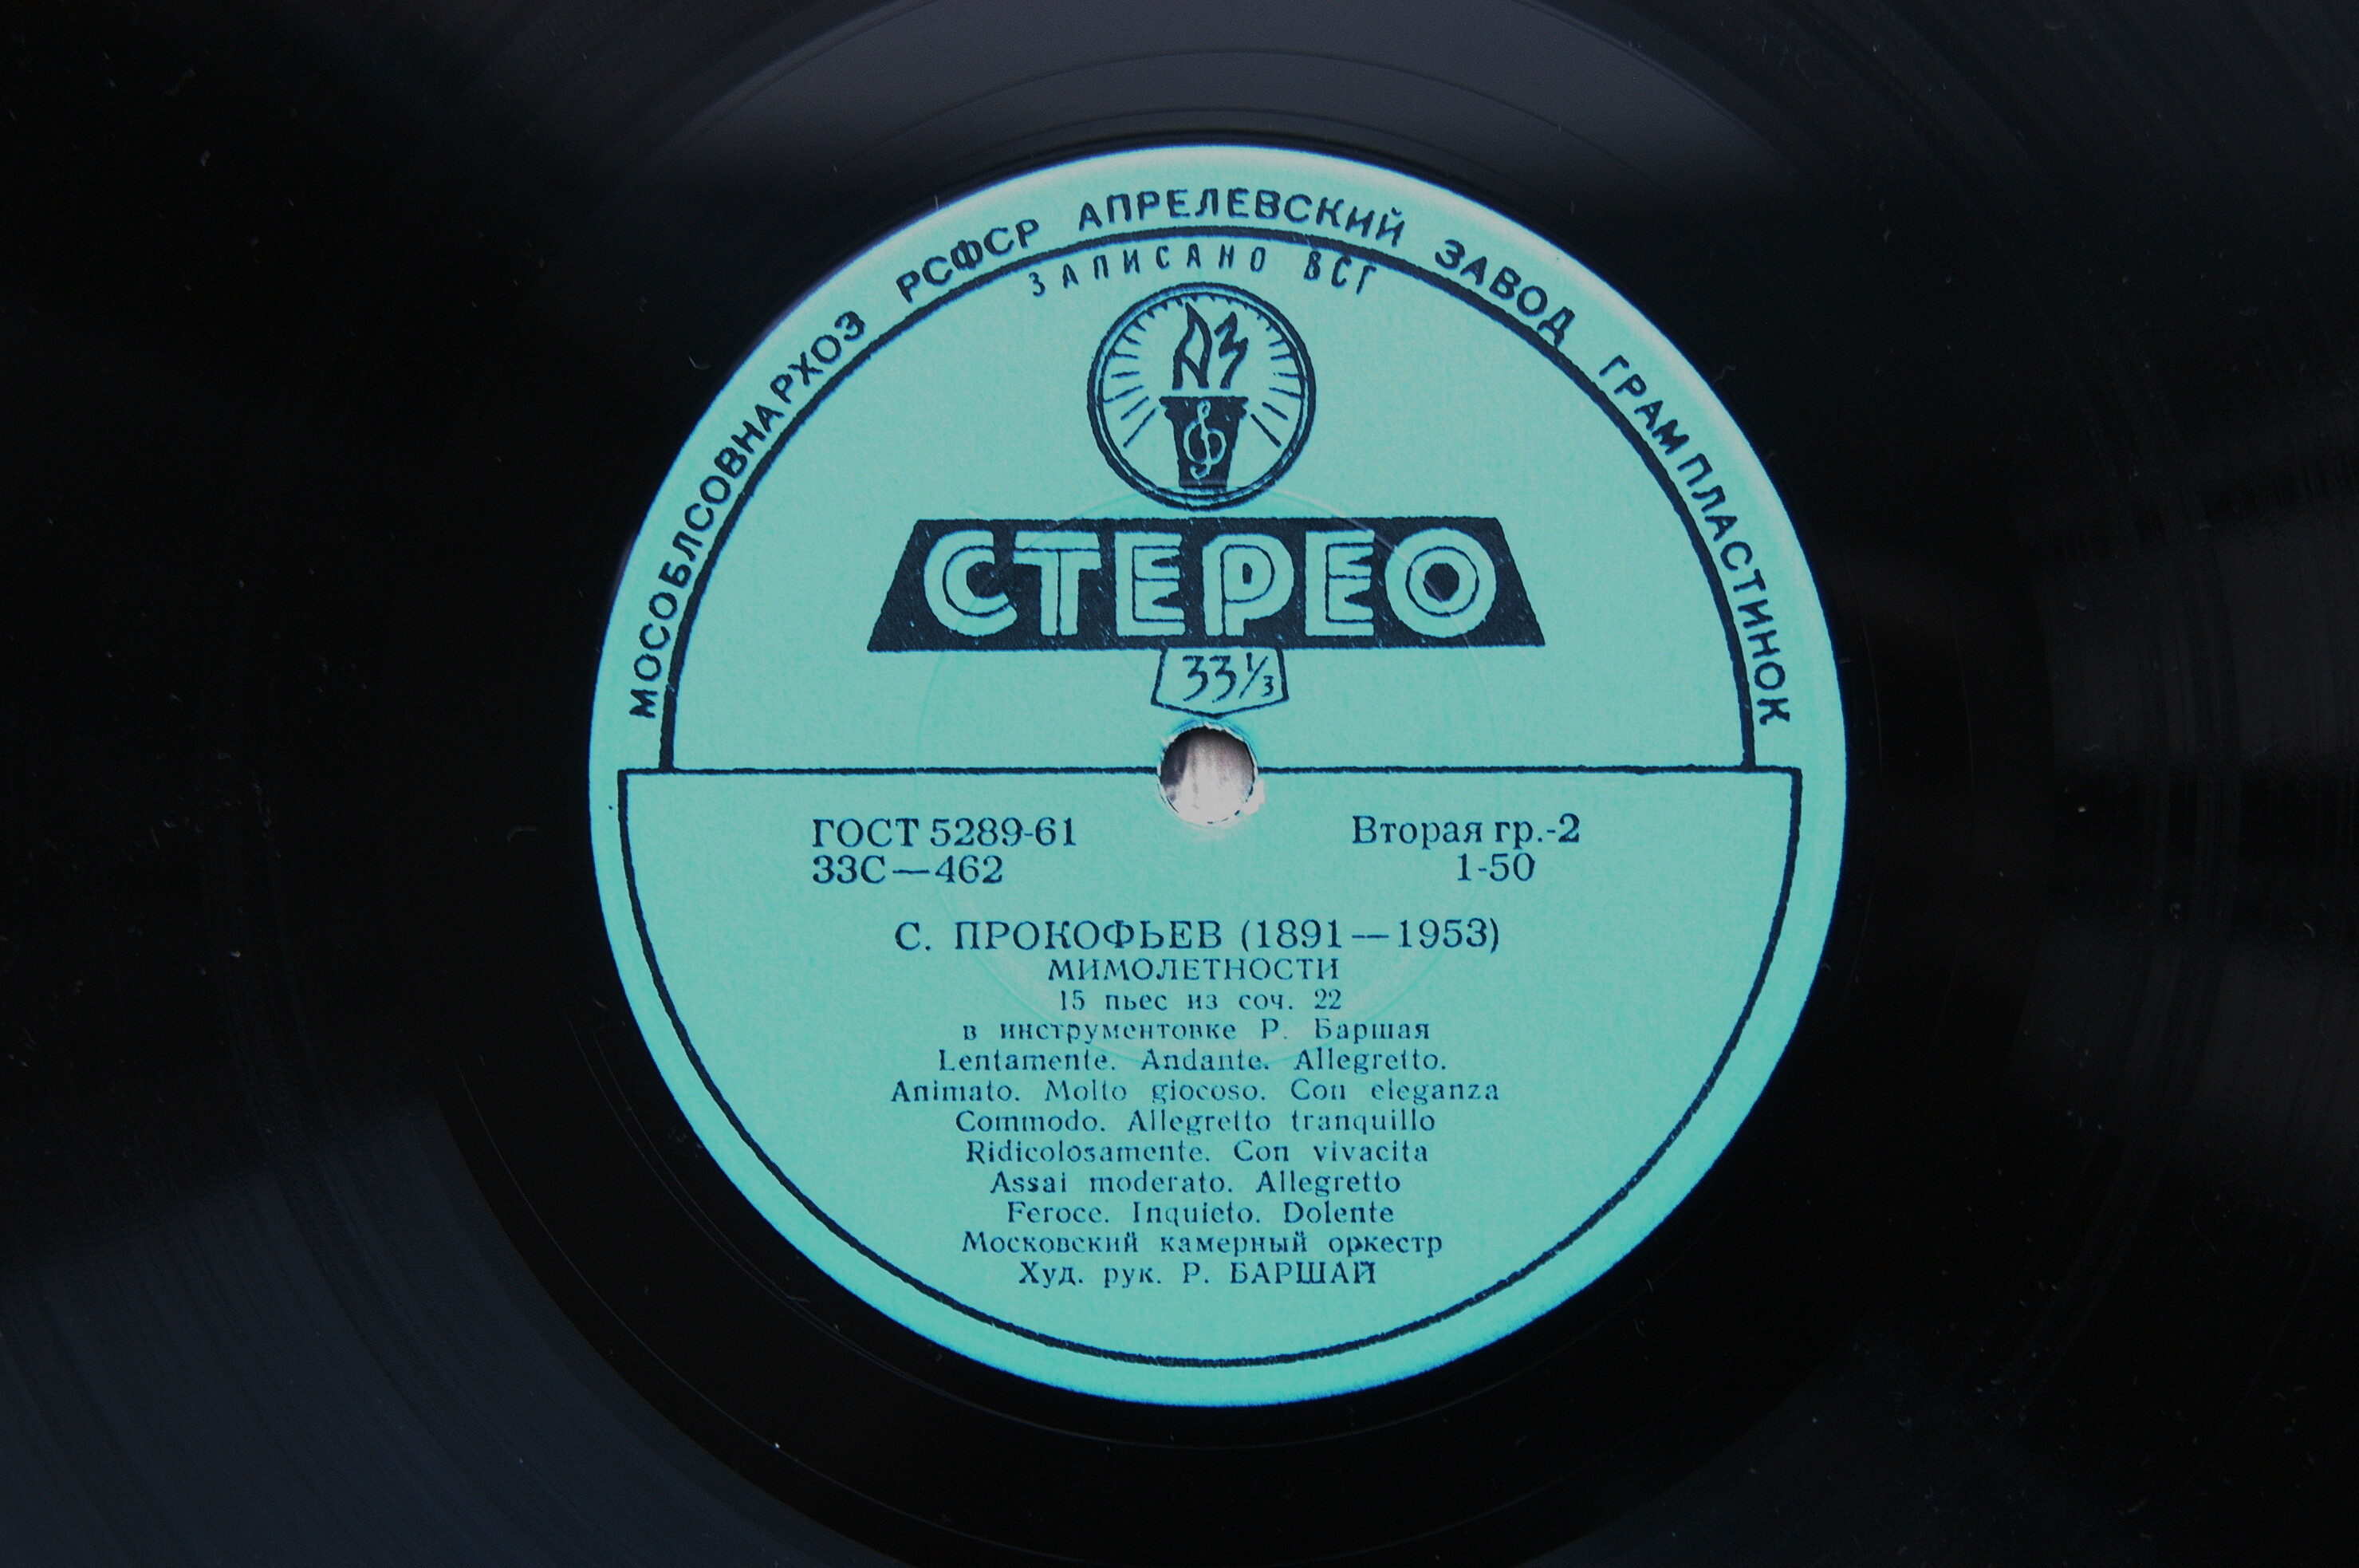 МОСОБЛСОВНАРХОЗ РСФСР АПРЕЛЕВСКИЙ ЗАВОД ГРАМПЛАСТИНОК
ЗАПИСАНО ВСГ
АЗ
СТЕРЕО
33⅓
ГОСТ 5289-61
33С—462
Вторая гр.-2
1-50
С. ПРОКОФЬЕВ (1891—1953)
МИМОЛЕТНОСТИ
15 пьес из соч. 22
в инструментовке Р. Баршая
Lentamente. Andante. Allegretto.
Animato. Molto giocoso. Con eleganza
Commodo. Allegretto tranquillo
Ridicolosamente. Con vivacita
Assai moderato. Allegretto
Feroce. Inquieto. Dolente
Московский камерный оркестр
Худ. рук. Р. БАРШАЙ